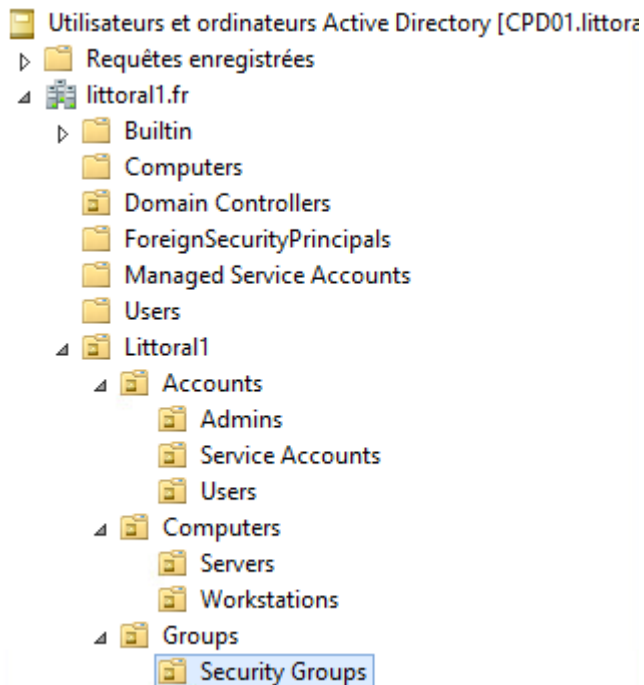 Utilisateurs et ordinateurs Active Directory [CPD01.littora
Requêtes enregistrées
littoral1.fr
Builtin
Computers
Domain Controllers
ForeignSecurityPrincipals
Managed Service Accounts
Users
Littoral1
Accounts
Admins
Service Accounts
Users
Computers
Servers
Workstations
Groups
Security Groups